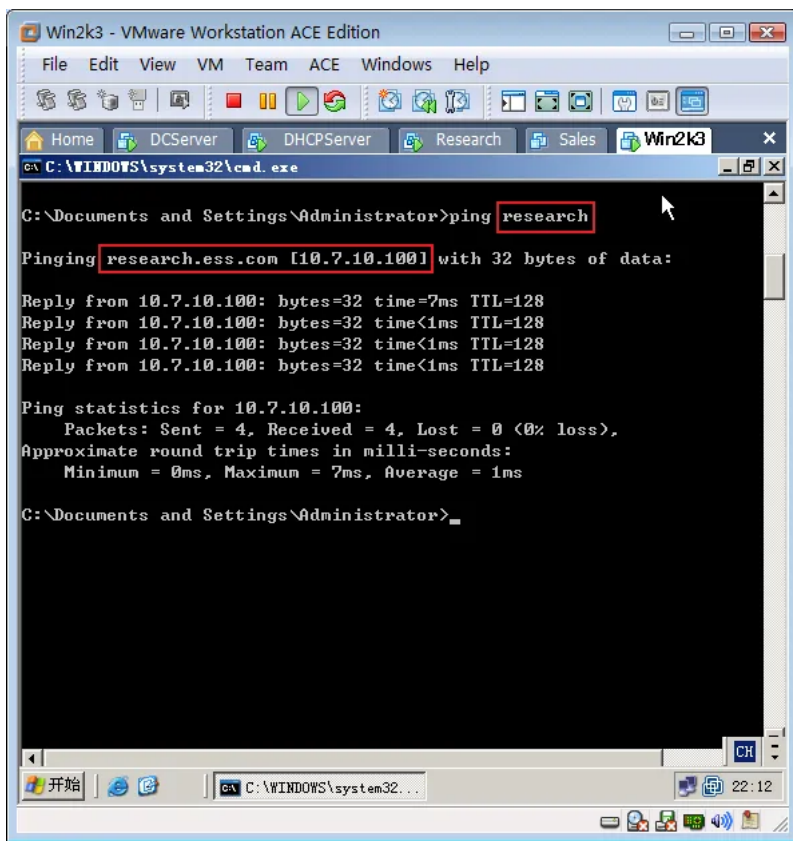 Win2k3 - VMware Workstation ACE Edition
File Edit View VM Team ACE Windows Help
Home DCServer DHCPServer Research Sales Win2k3
C:\WINDOWS\system32\cmd.exe
C:\Documents and Settings\Administrator>ping research
Pinging research.ess.com [10.7.10.100] with 32 bytes of data:
Reply from 10.7.10.100: bytes=32 time=7ms TTL=128
Reply from 10.7.10.100: bytes=32 time<1ms TTL=128
Reply from 10.7.10.100: bytes=32 time<1ms TTL=128
Reply from 10.7.10.100: bytes=32 time<1ms TTL=128
Ping statistics for 10.7.10.100:
Packets: Sent = 4, Received = 4, Lost = 0 (0% loss),
Approximate round trip times in milli-seconds:
Minimum = 0ms, Maximum = 7ms, Average = 1ms
C:\Documents and Settings\Administrator>_
CH
开始 C:\WINDOWS\system32... 22:12